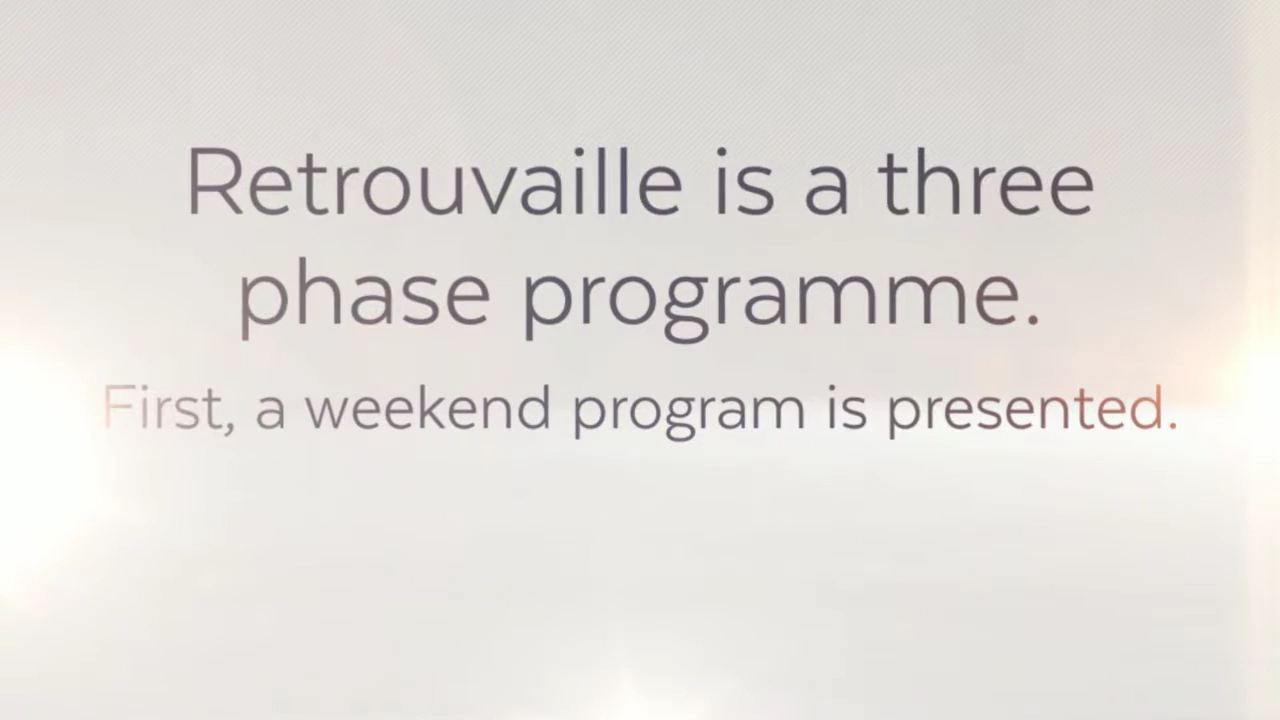 Retrouvaille is a three
phase programme.
First, a weekend program is presented.